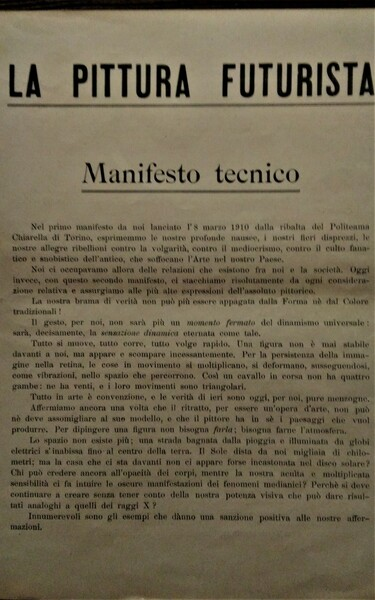 LA PITTURA FUTURISTA
Manifesto tecnico
Nel primo manifesto da noi lanciato l'8 marzo 1910 dalla ribalta del Politeama
Chiarella di Torino, esprimemmo le nostre profonde nausee, i nostri fieri disprezzi, le
nostre allegre ribellioni contro la volgarità, contro il mediocrismo, contro il culto fana-
tico e snobistico dell'antico, che soffocano l'Arte nel nostro Paese.
Noi ci occupavamo allora delle relazioni che esistono fra noi e la società. Oggi
invece, con questo secondo manifesto, ci stacchiamo risolutamente da ogni conside-
razione relativa e assurgiamo alle più alte espressioni dell'assoluto pittorico.
La nostra brama di verità non può più essere appagata dalla Forma nè dal Colore
tradizionali!
Il gesto, per noi, non sarà più un momento fermato del dinamismo universale:
sarà, decisamente, la sensazione dinamica eternata come tale.
Tutto si muove, tutto corre, tutto volge rapido. Una figura non è mai stabile
davanti a noi, ma appare e scompare incessantemente. Per la persistenza della imma-
gine nella retina, le cose in movimento si moltiplicano, si deformano, susseguendosi,
come vibrazioni, nello spazio che percorrono. Così un cavallo in corsa non ha quattro
gambe: ne ha venti, e i loro movimenti sono triangolari.
Tutto in arte è convenzione, e le verità di ieri sono oggi, per noi, pure menzogne.
Affermiamo ancora una volta che il ritratto, per essere un'opera d'arte, non può
nè deve assomigliare al suo modello, e che il pittore ha in sè i paesaggi che vuol
produrre. Per dipingere una figura non bisogna farla; bisogna farne l'atmosfera.
Lo spazio non esiste più; una strada bagnata dalla pioggia e illuminata da globi
elettrici s'inabissa fino al centro della terra. Il Sole dista da noi migliaia di chilo-
metri; ma la casa che ci sta davanti non ci appare forse incastonata nel disco solare?
Chi può credere ancora all'opacità dei corpi, mentre la nostra acuita e moltiplicata
sensibilità ci fa intuire le oscure manifestazioni dei fenomeni medianici? Perchè si deve
continuare a creare senza tener conto della nostra potenza visiva che può dare risul-
tati analoghi a quelli dei raggi X?
Innumerevoli sono gli esempi che dànno una sanzione positiva alle nostre affer-
mazioni.